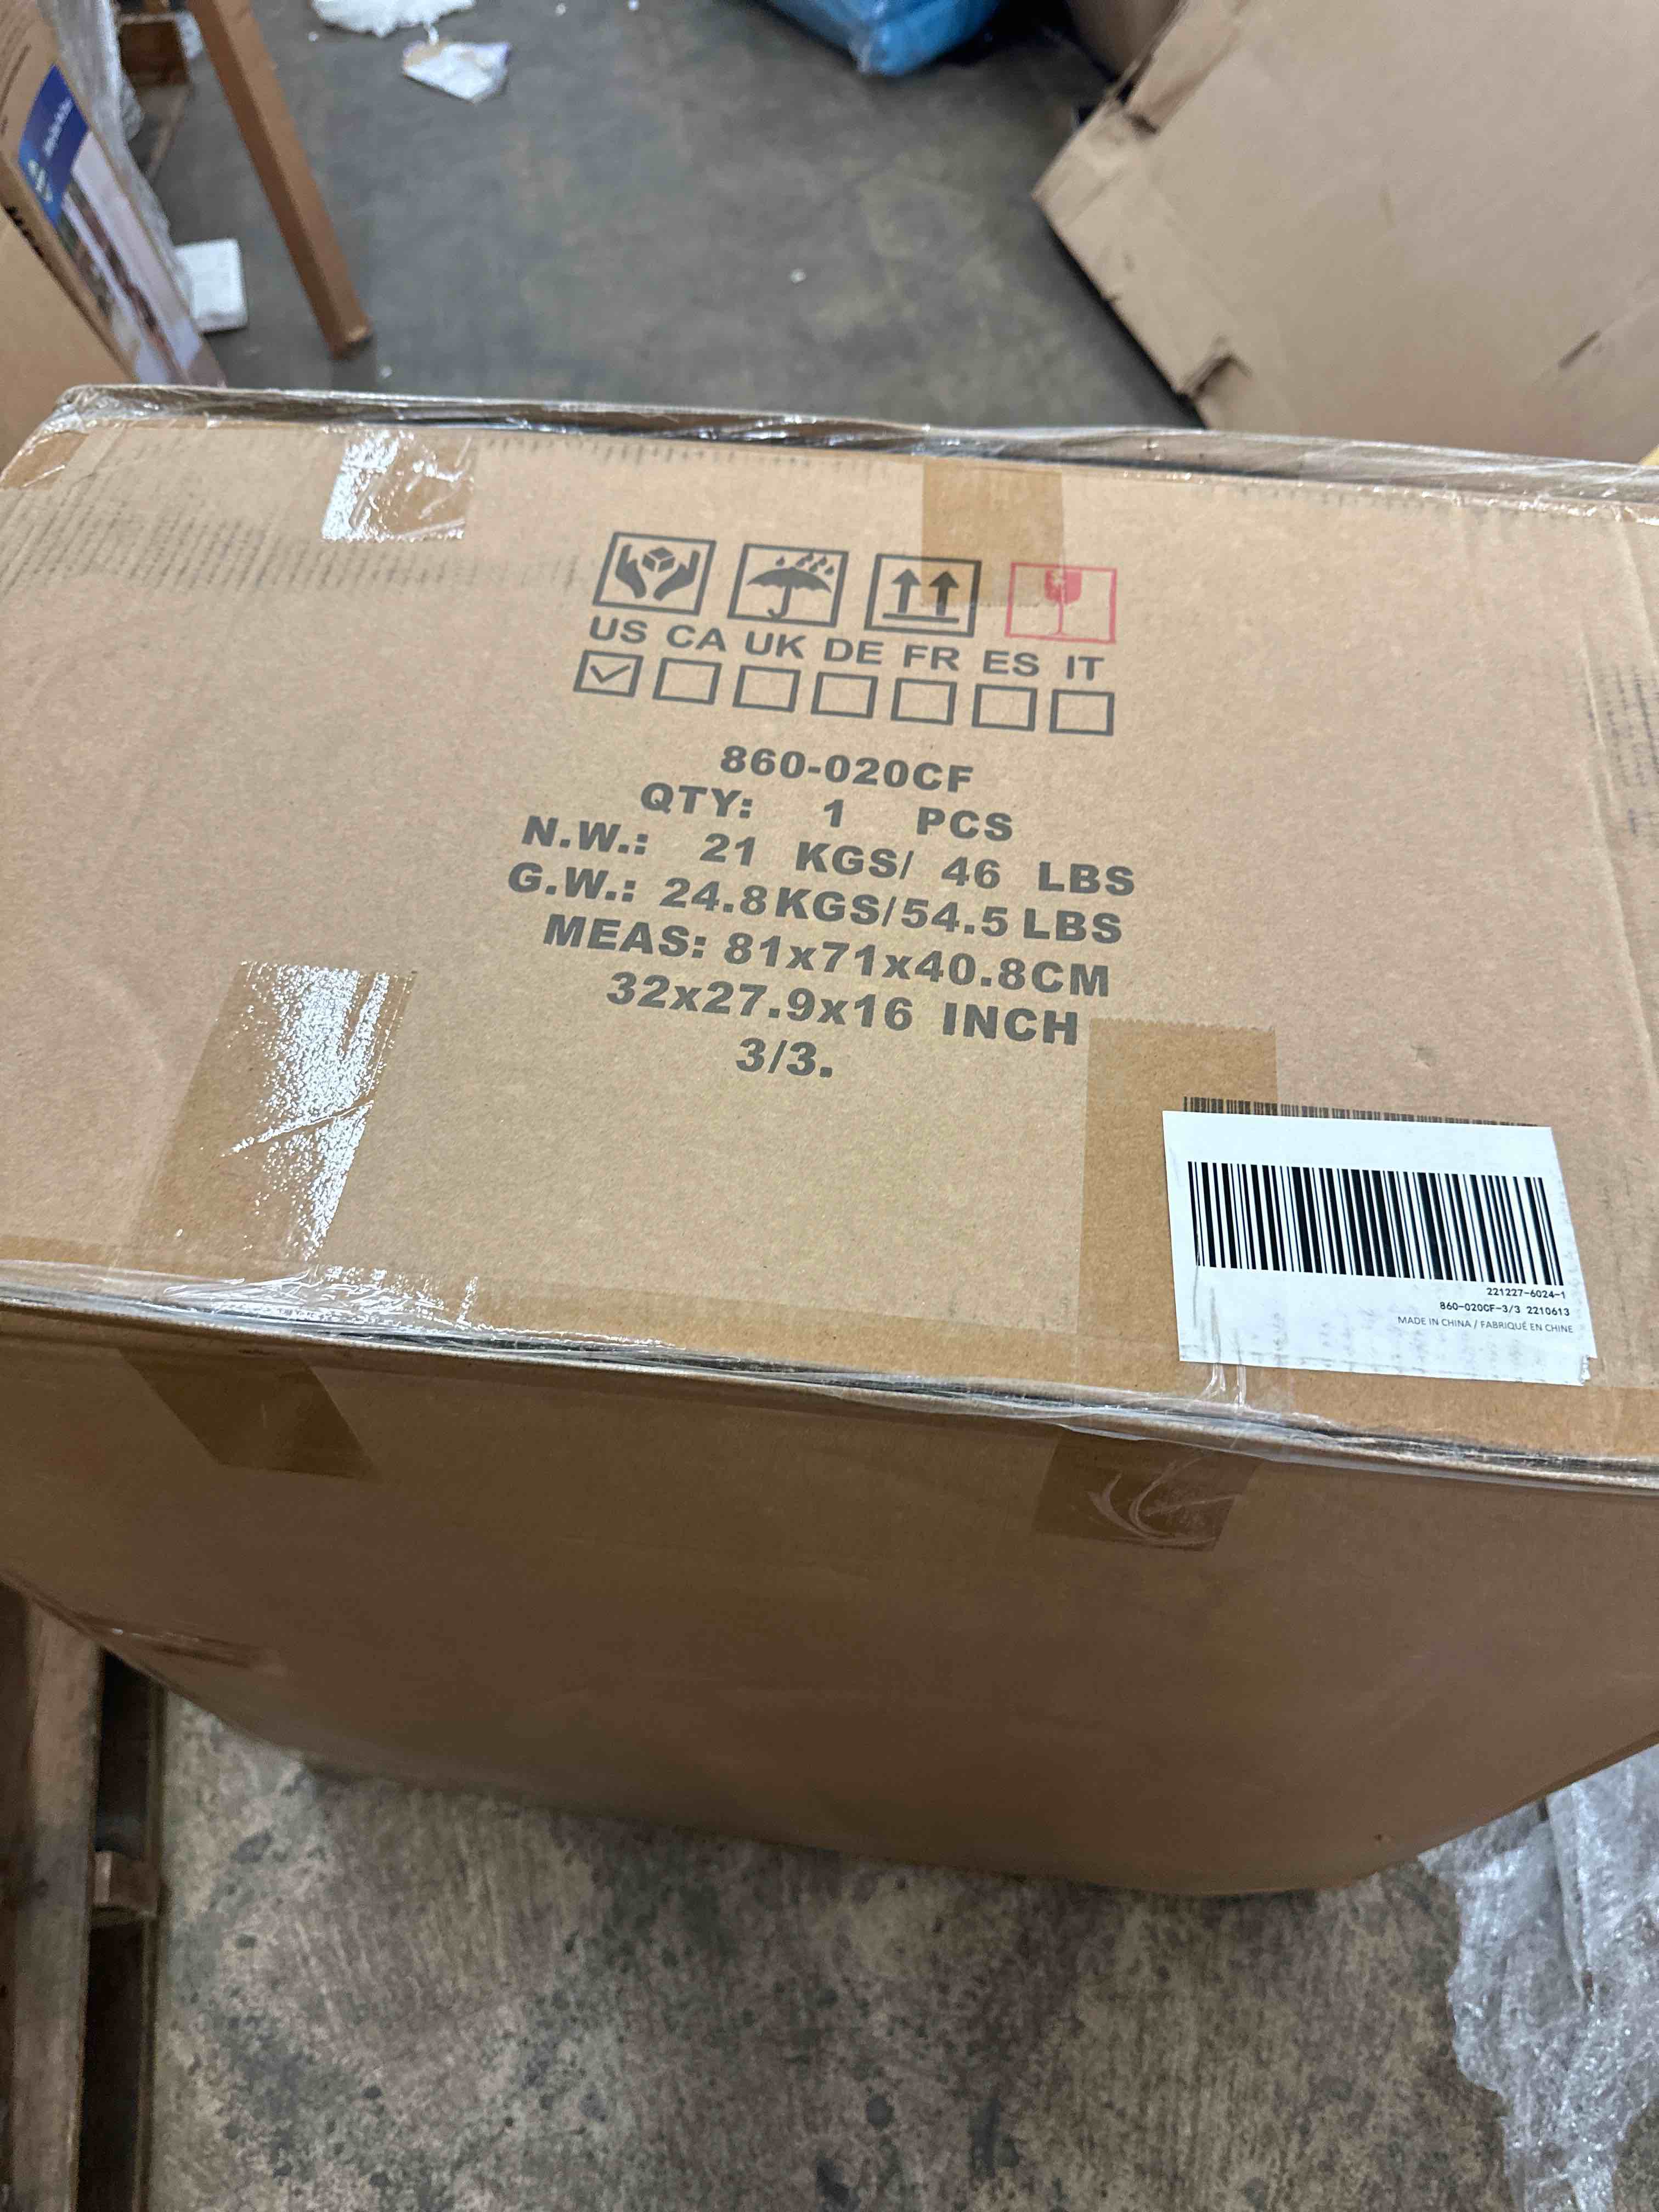 US CA UK DE FR ES IT
860-020CF
QTY: 1 PCS
N.W.: 21 KGS/ 46 LBS
G.W.: 24.8KGS/54.5 LBS
MEAS: 81x71x40.8CM
32x27.9x16 INCH
3/3.
221227-6024-1
860-020CF-3/3 2210613
MADE IN CHINA / FABRIQUÉ EN CHINE